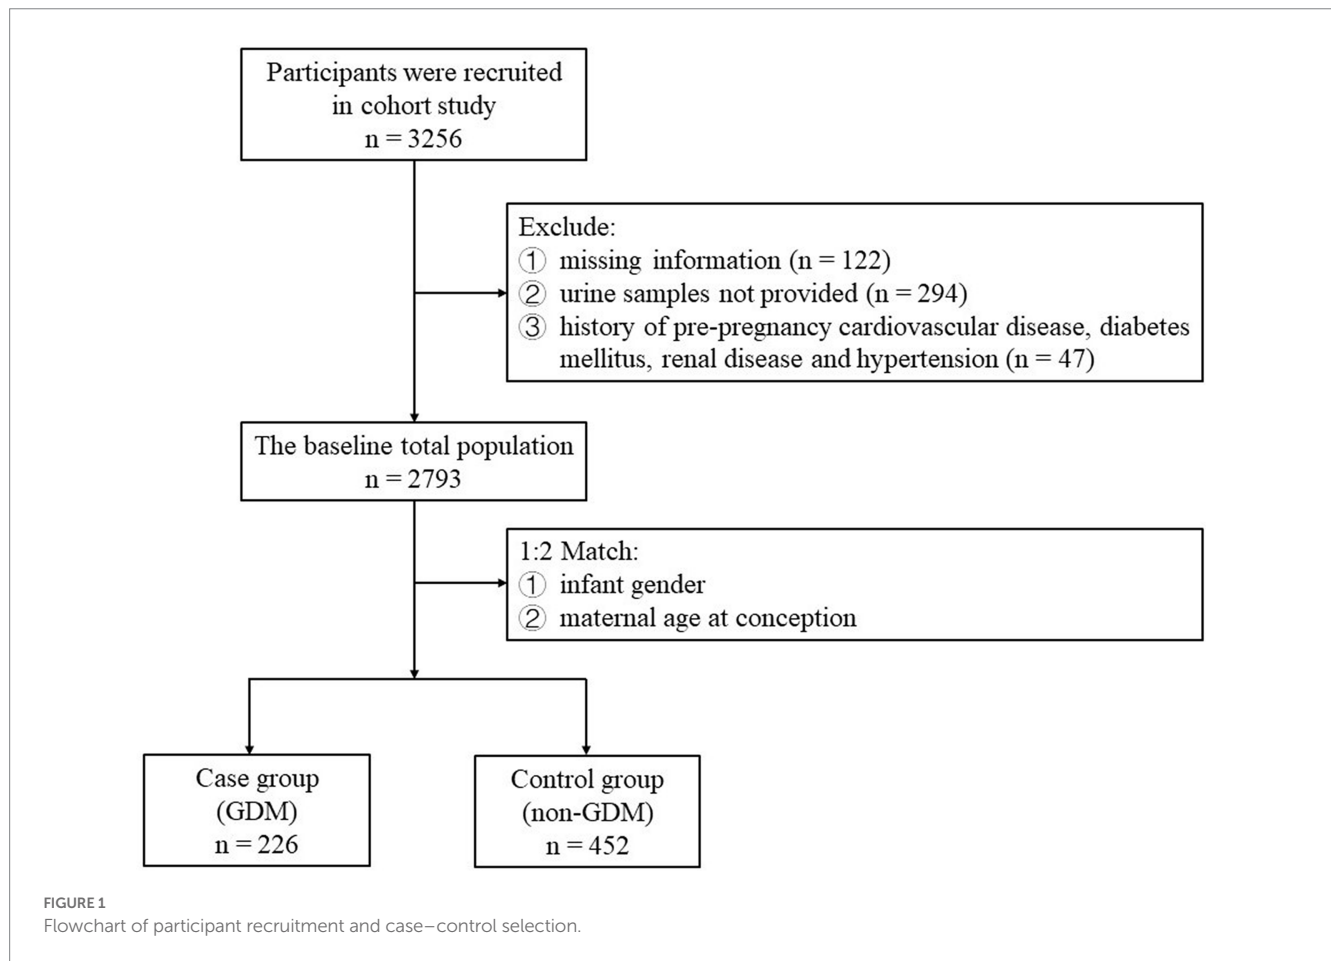 Participants were recruited
in cohort study
n = 3256
Exclude:
① missing information (n = 122)
② urine samples not provided (n = 294)
③ history of pre-pregnancy cardiovascular disease, diabetes
mellitus, renal disease and hypertension (n = 47)
The baseline total population
n = 2793
1:2 Match:
① infant gender
② maternal age at conception
Case group
(GDM)
n = 226
Control group
(non-GDM)
n = 452
FIGURE 1
Flowchart of participant recruitment and case–control selection.